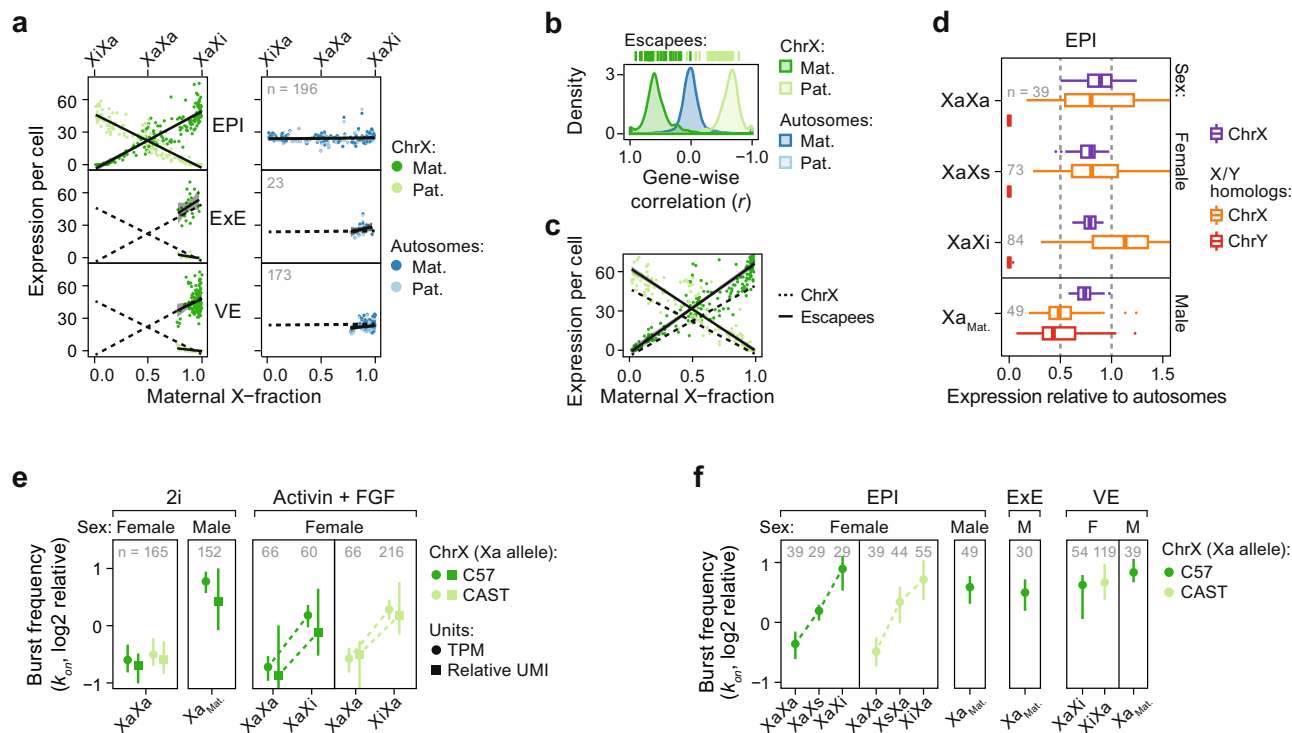 a
XiXa XaXa XaXi XiXa XaXa XaXi
Expression per cell
60
30
0
EPI
n = 196
60
30
0
ExE
23
60
30
0
VE
173
0.0 0.5 1.0 0.0 0.5 1.0
Maternal X−fraction
ChrX:
Mat.
Pat.
Autosomes:
Mat.
Pat.
b
Escapees:
Density
3
0
1.0 0.0 −1.0
Gene-wise
correlation (r)
ChrX:
Mat.
Pat.
Autosomes:
Mat.
Pat.
c
Expression per cell
60
30
0
0.0 0.5 1.0
Maternal X−fraction
ChrX
Escapees
d
EPI
Sex:
XaXa
n = 39
XaXs
73
XaXi
84
Female
XaMat.
49
Male
0.0 0.5 1.0 1.5
Expression relative to autosomes
ChrX
X/Y
homologs:
ChrX
ChrY
e
2i Activin + FGF
Sex: Female Male Female
n = 165 152 66 60 66 216
Burst frequency
(kon, log2 relative)
1
0
−1
XaXa XaMat. XaXa XaXi XaXa XiXa
ChrX (Xa allele):
C57
CAST
Units:
TPM
Relative UMI
f
EPI ExE VE
Sex: Female Male M F M
39 29 29 39 44 55 49 30 54 119 39
Burst frequency
(kon, log2 relative)
1
0
−1
XaXa XaXs XaXi XaXa XsXa XiXa XaMat. XaMat. XaXi XiXa XaMat.
ChrX (Xa allele):
C57
CAST